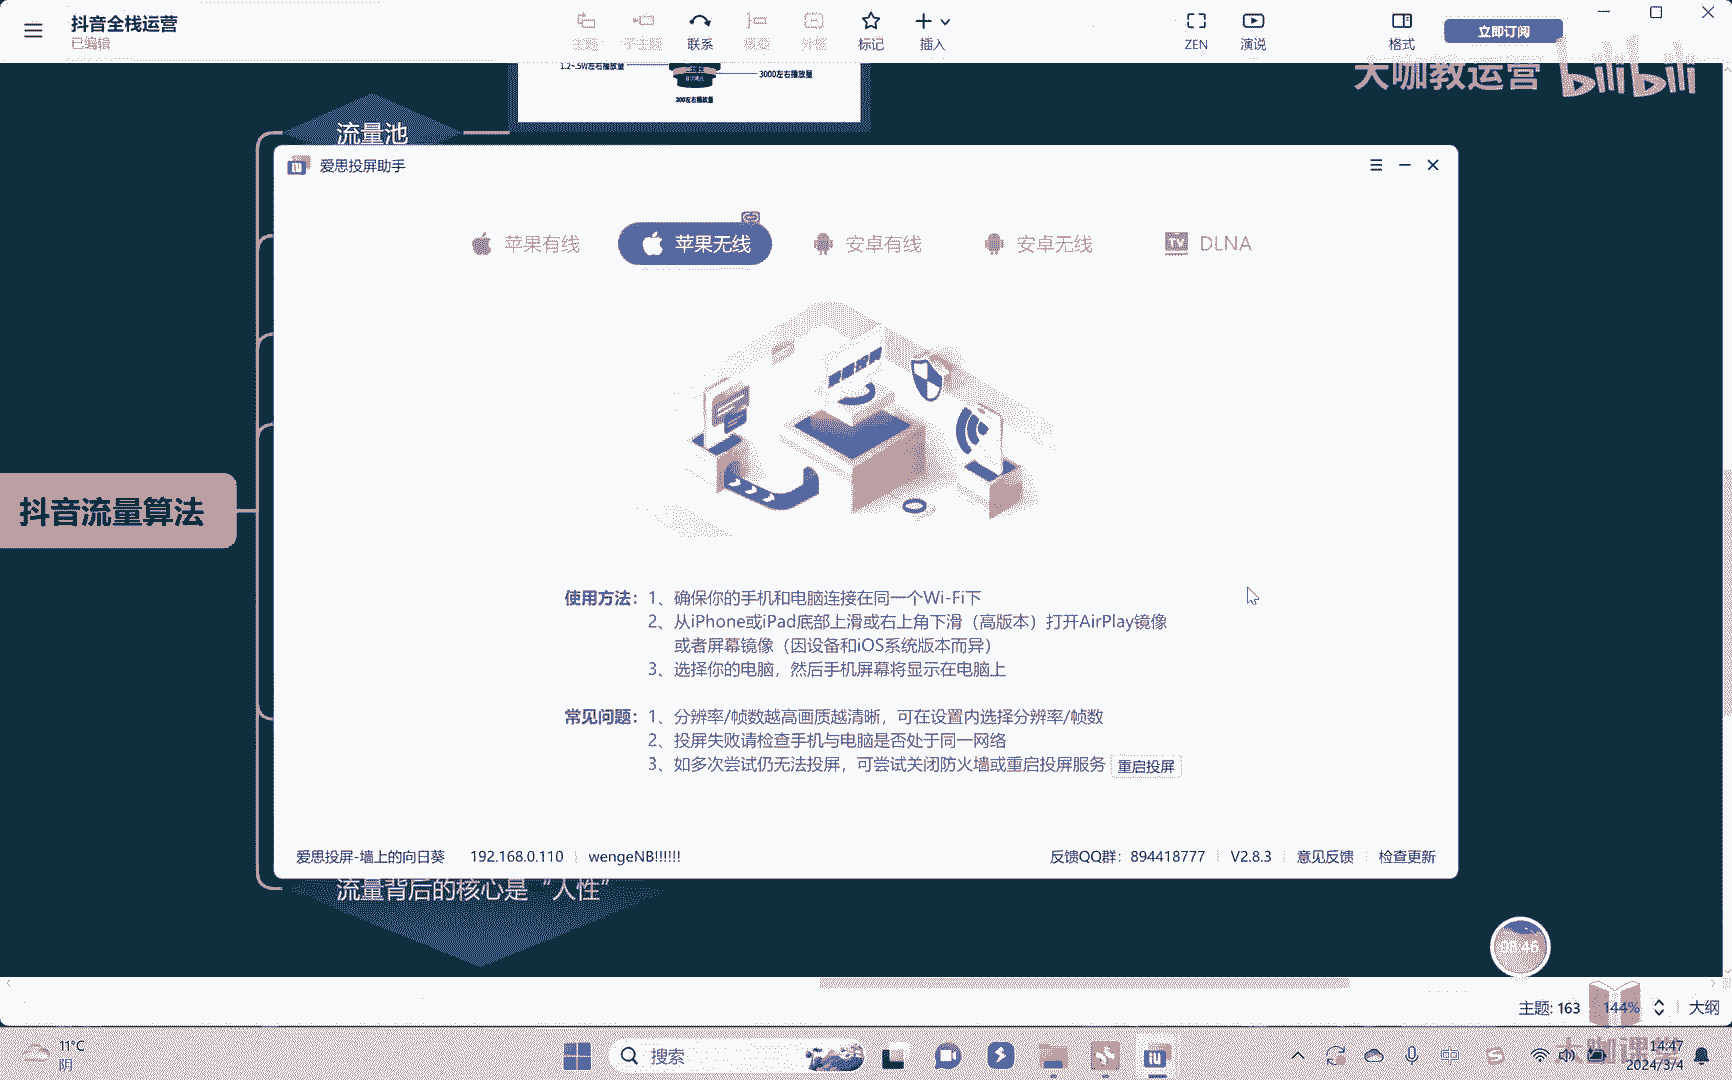 抖音全栈运营
已编辑
主题
子主题
联系
概要
外框
标记
插入
ZEN
演说
格式
立即订阅
大咖教运营 bilibili
1.2~.5W左右播放量
3000左右播放量
300左右播放量
流量池
爱思投屏助手
苹果有线
苹果无线
安卓有线
安卓无线
TV DLNA
抖音流量算法
使用方法：1、确保你的手机和电脑连接在同一个Wi-Fi下
2、从iPhone或iPad底部上滑或右上角下滑（高版本）打开AirPlay镜像
或者屏幕镜像（因设备和iOS系统版本而异）
3、选择你的电脑，然后手机屏幕将显示在电脑上
常见问题：1、分辨率/帧数越高画质越清晰，可在设置内选择分辨率/帧数
2、投屏失败请检查手机与电脑是否处于同一网络
3、如多次尝试仍无法投屏，可尝试关闭防火墙或重启投屏服务 重启投屏
爱思投屏-墙上的向日葵 192.168.0.110 wengeNB!!!!!!
反馈QQ群：894418777 V2.8.3 意见反馈 检查更新
流量背后的核心是“人性”
08:46
主题: 163 144% 大纲
11°C
阴
搜索
中
大咖课堂
14:47
2024/3/4